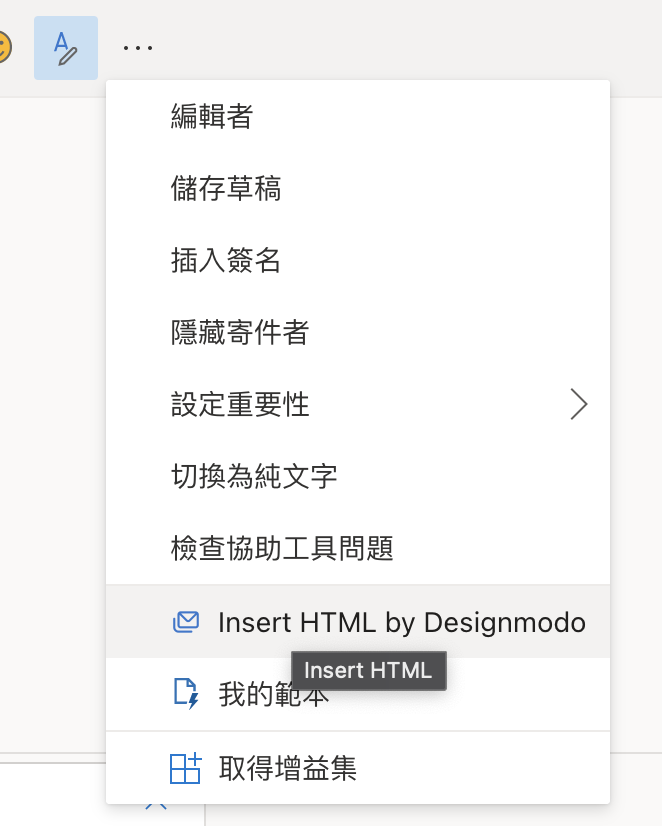 編輯者
儲存草稿
插入簽名
隱藏寄件者
設定重要性
切換為純文字
檢查協助工具問題
Insert HTML by Designmodo
Insert HTML
我的範本
取得增益集